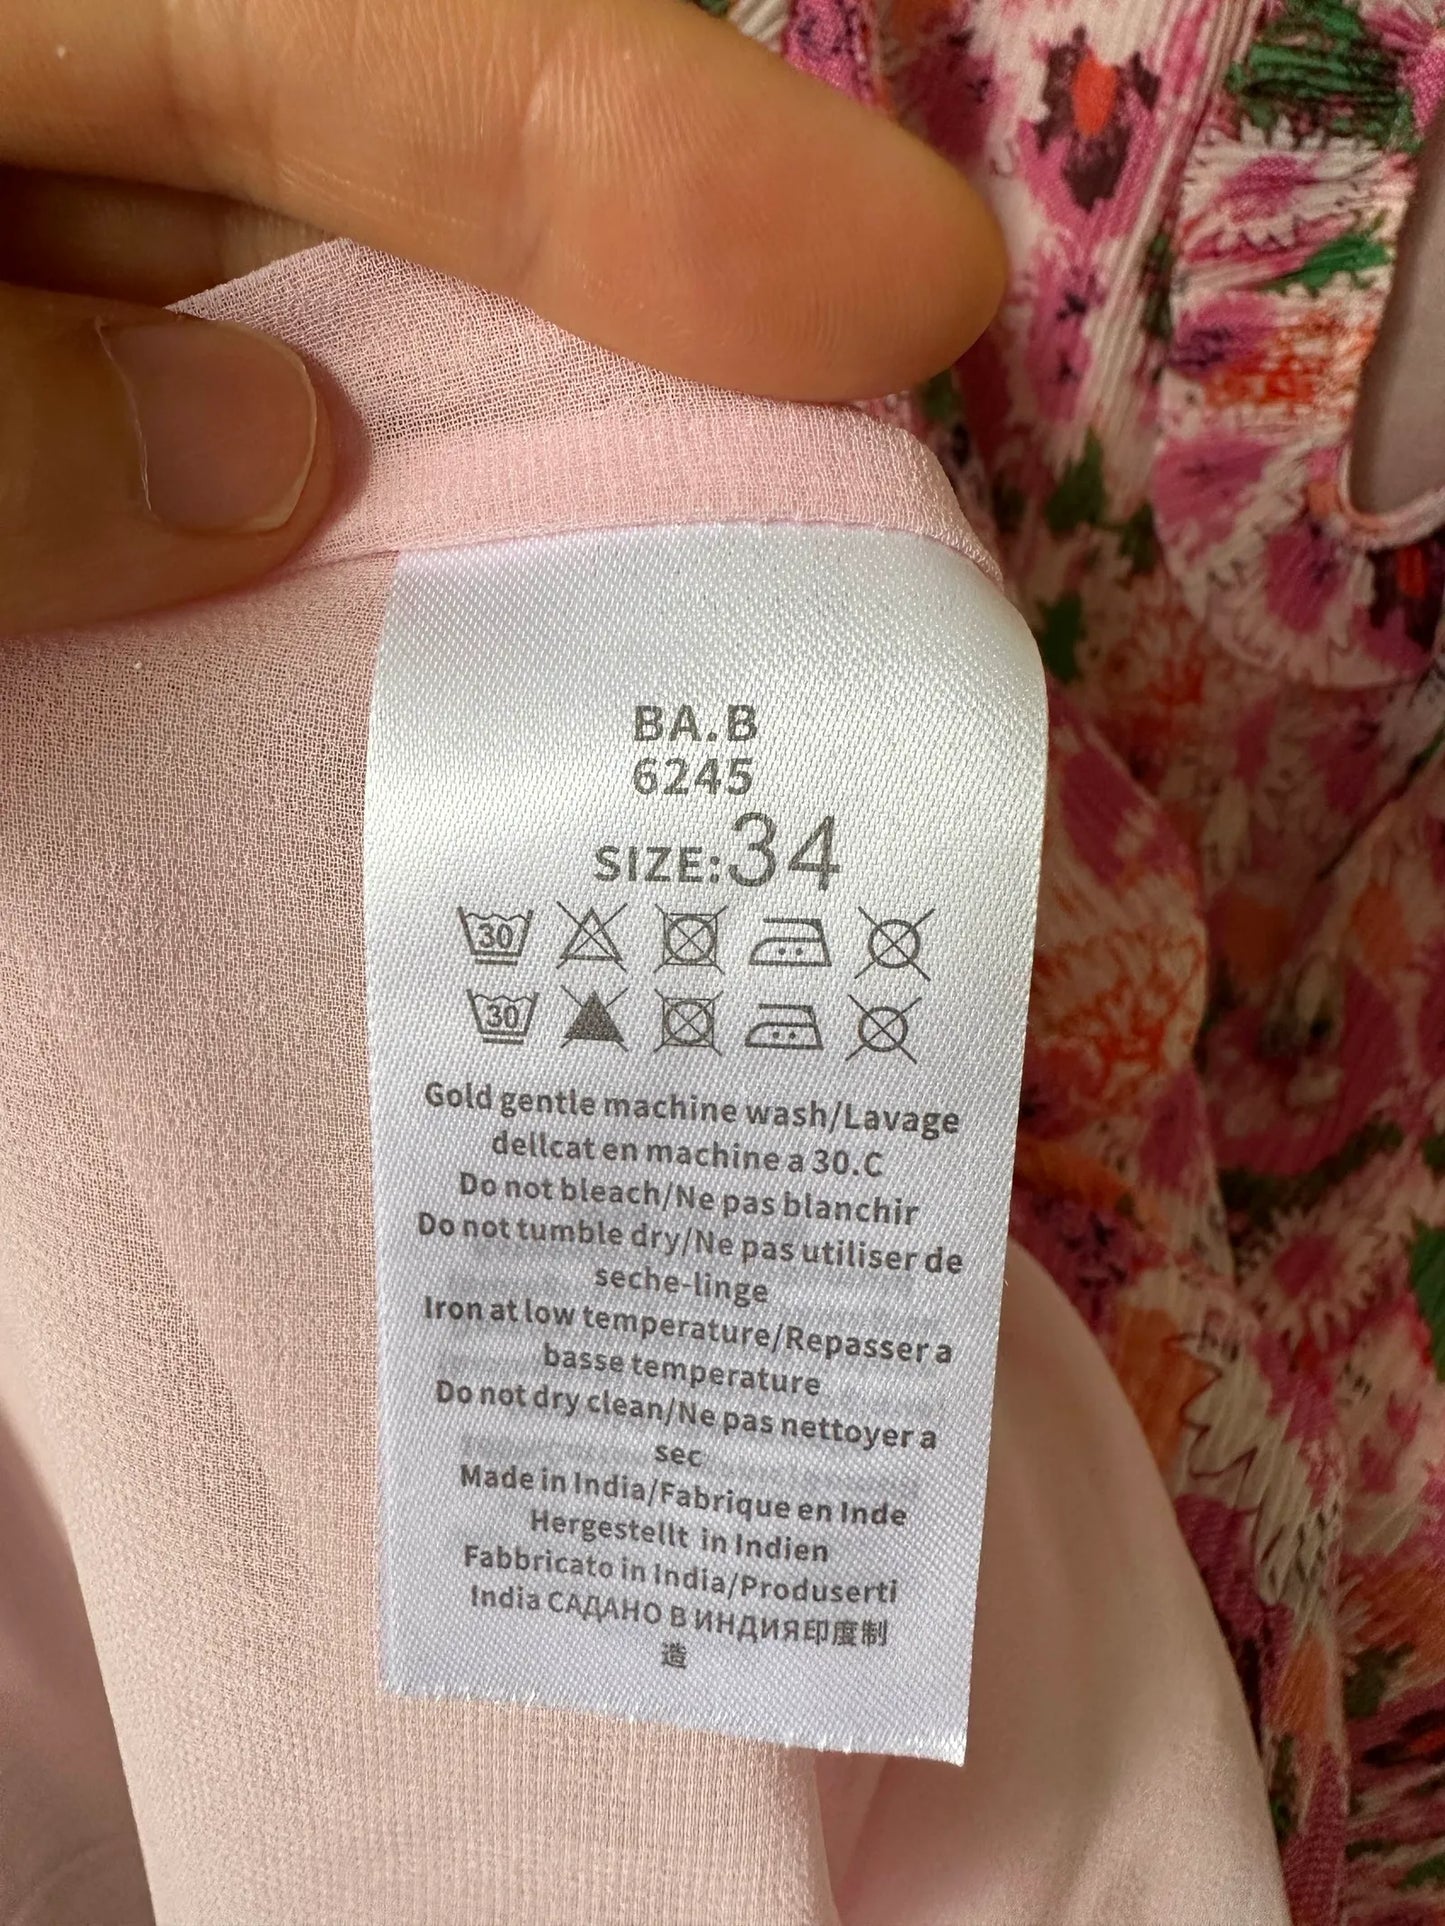 BA.B
6245
SIZE:34
30
30
Gold gentle machine wash/Lavage
dellcat en machine a 30.C
Do not bleach/Ne pas blanchir
Do not tumble dry/Ne pas utiliser de
seche-linge
Iron at low temperature/Repasser a
basse temperature
Do not dry clean/Ne pas nettoyer a
sec
Made in India/Fabrique en Inde
Hergestellt in Indien
Fabbricato in India/Produserti
India САДАНО В ИНДИЯ印度制
造